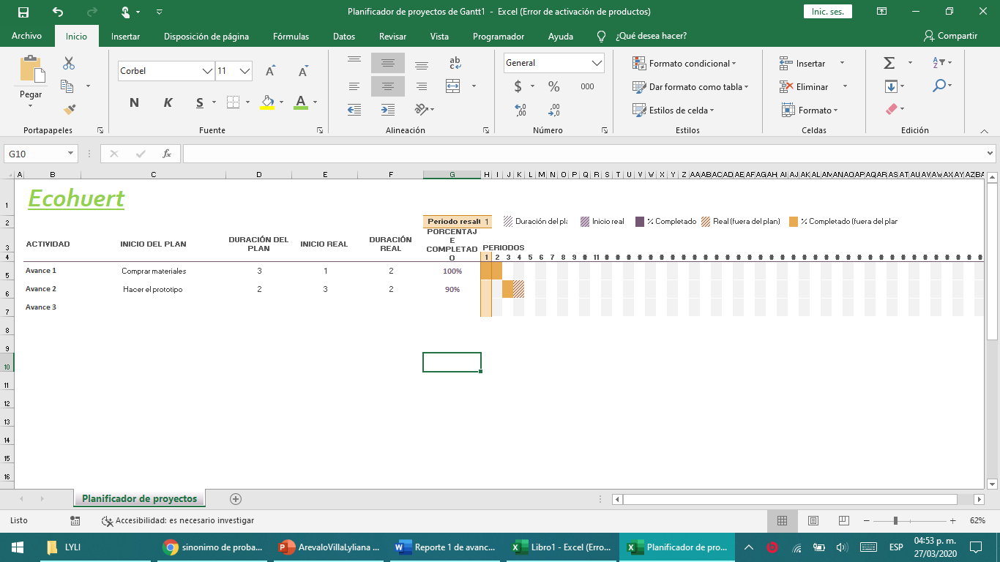 Planificador de proyectos de Gantt1 - Excel (Error de activación de productos)
Inic. ses.
Archivo Inicio Insertar Disposición de página Fórmulas Datos Revisar Vista Programador Ayuda ¿Qué desea hacer? Compartir
Pegar
Corbel 11
N K S A A A
ab c
General
$ % 000
Formato condicional
Dar formato como tabla
Estilos de celda
Insertar
Eliminar
Formato
Portapapeles Fuente Alineación Número Estilos Celdas Edición
G10 fx
A B C D E F G H I J K L M N O P Q R S T U V W X Y Z AA AB AC AD AE AF AG AH AI AJ AK AL AM AN AO AP AQ AR AS AT AU AV AW AX AY AZ BA
1 Ecohuert
2 Periodo resalt 1 Duración del pla Inicio real % Completado Real (fuera del plan) % Completado (fuera del plan
3 ACTIVIDAD INICIO DEL PLAN DURACIÓN DEL PLAN INICIO REAL DURACIÓN REAL PORCENTAJE COMPLETADO PERIODOS
4 1 2 3 4 5 6 7 8 9 # 11 # # # # # # # # # # # # # # # # # # # # # # # # # # # # # # # # # # #
5 Avance 1 Comprar materiales 3 1 2 100%
6 Avance 2 Hacer el prototipo 2 3 2 90%
7 Avance 3
8
9
10
11
12
13
14
15
16
Planificador de proyectos
Listo Accesibilidad: es necesario investigar 62%
LYLI sinonimo de proba... ArevaloVillaLyliana ... Reporte 1 de avanc... Libro1 - Excel (Erro... Planificador de pro... ESP 04:53 p. m.
27/03/2020